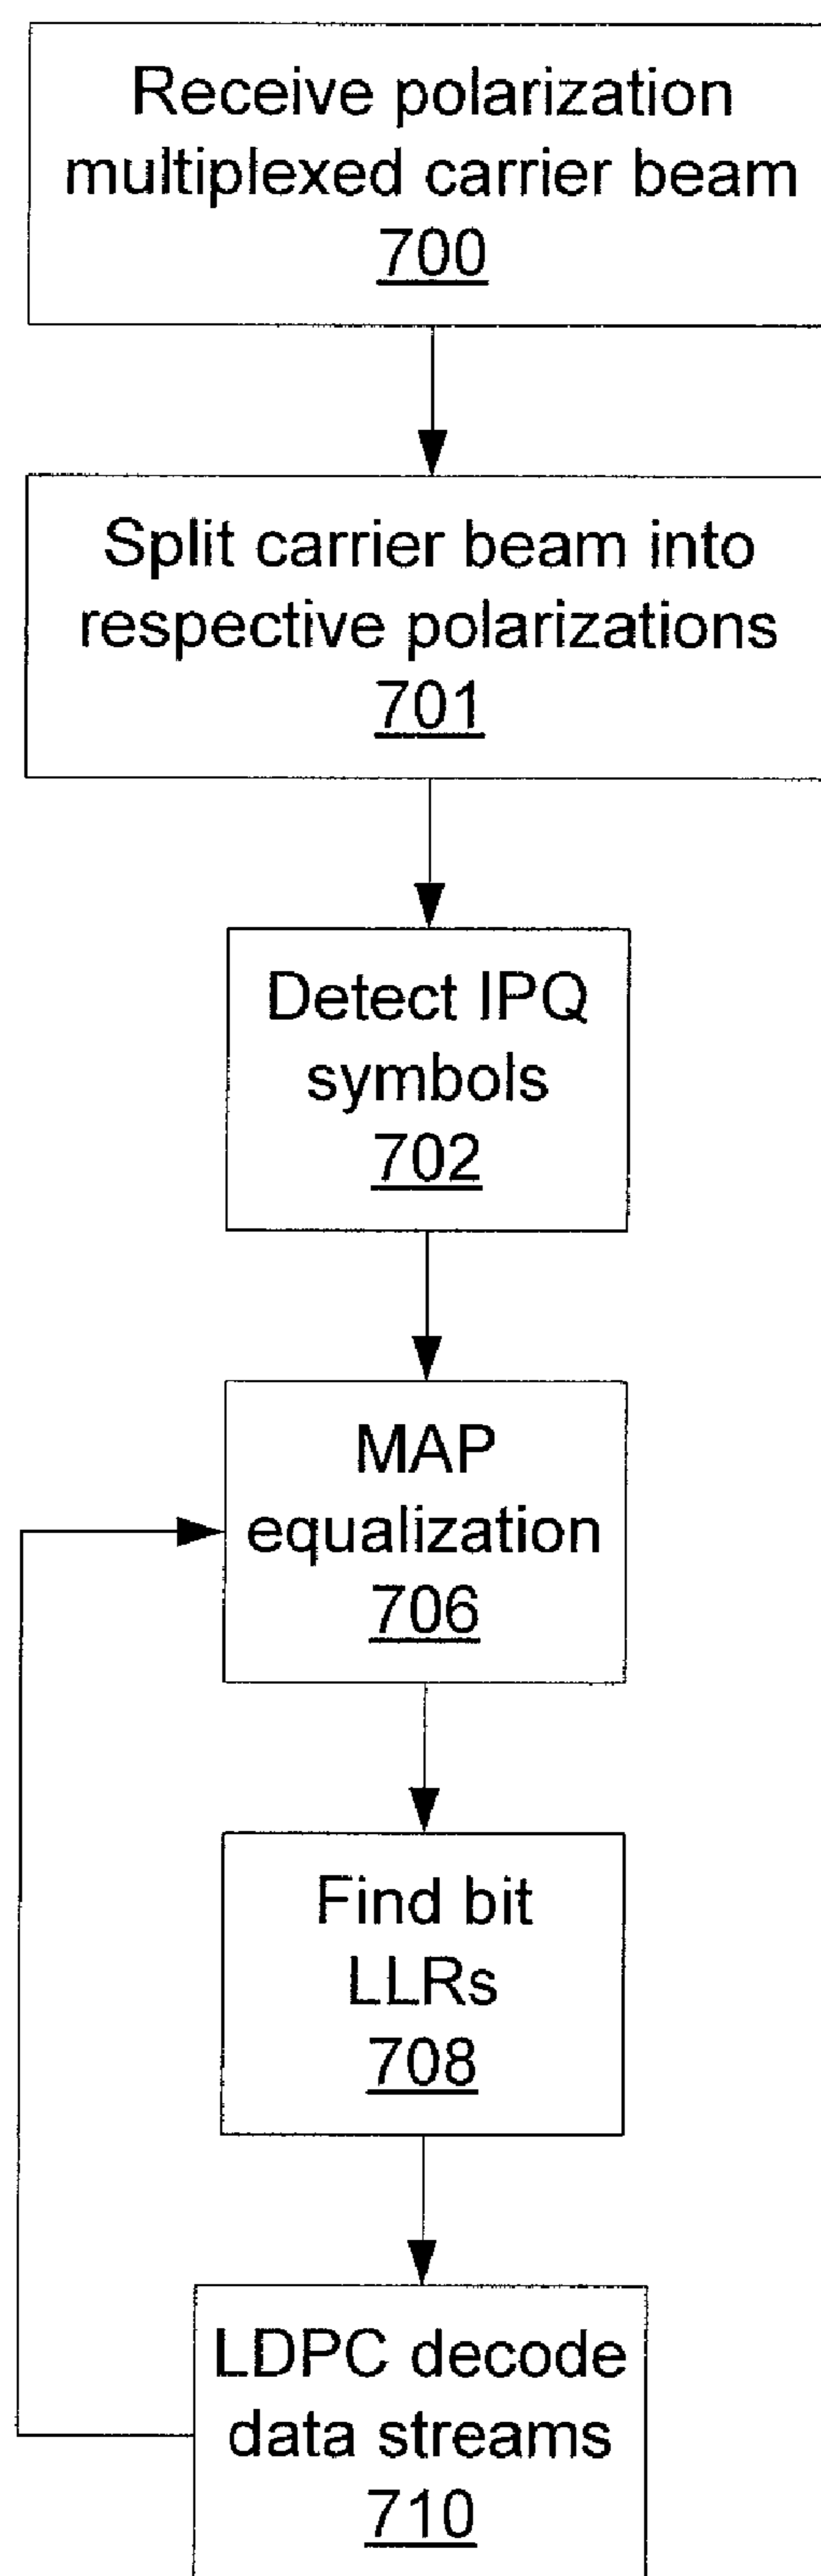 Receive polarization
multiplexed carrier beam
700
Split carrier beam into
respective polarizations
701
Detect IPQ
symbols
702
MAP
equalization
706
Find bit
LLRs
708
LDPC decode
data streams
710